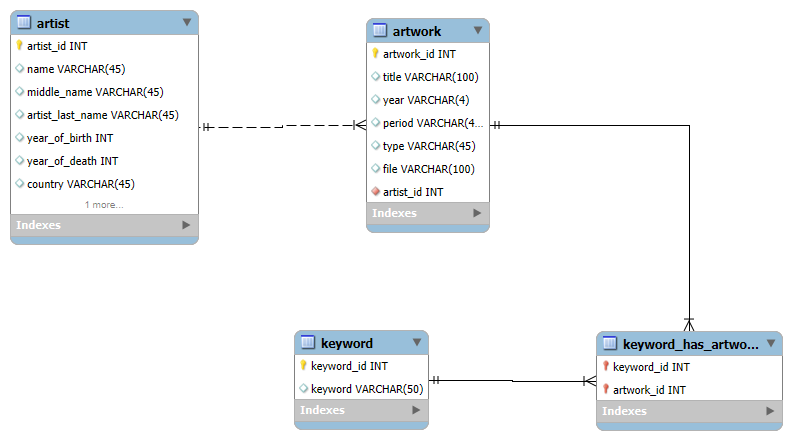 artist
artist_id INT
name VARCHAR(45)
middle_name VARCHAR(45)
artist_last_name VARCHAR(45)
year_of_birth INT
year_of_death INT
country VARCHAR(45)
1 more...
Indexes
artwork
artwork_id INT
title VARCHAR(100)
year VARCHAR(4)
period VARCHAR(4...
type VARCHAR(45)
file VARCHAR(100)
artist_id INT
Indexes
keyword
keyword_id INT
keyword VARCHAR(50)
Indexes
keyword_has_artwo...
keyword_id INT
artwork_id INT
Indexes